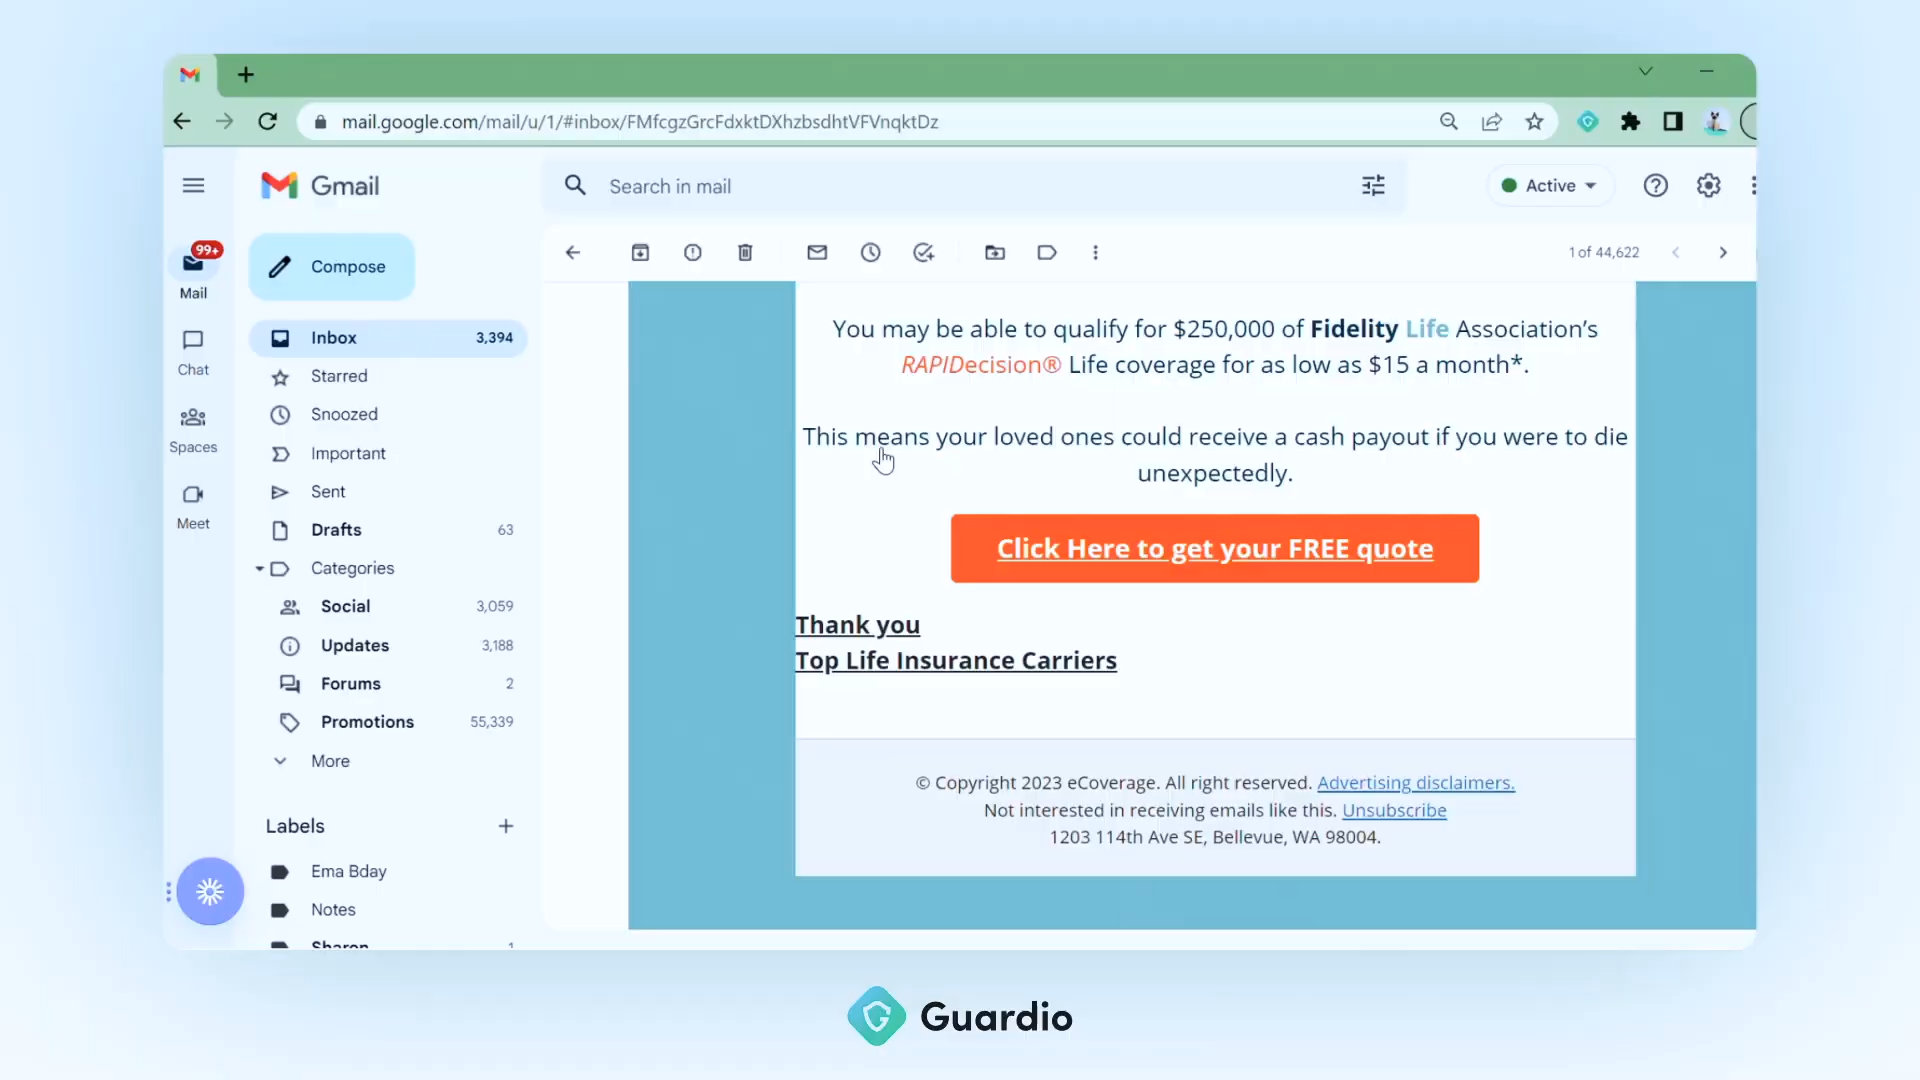 mail.google.com/mail/u/1/#inbox/FMfcgzGrcFdxktDXhzbsdhtVFVnqktDz
Gmail
Search in mail
Active
99+
Mail
Chat
Spaces
Meet
Compose
Inbox 3,394
Starred
Snoozed
Important
Sent
Drafts 63
Categories
Social 3,059
Updates 3,188
Forums 2
Promotions 55,339
More
Labels
Ema Bday
Notes
Sharon 1
1 of 44,622
You may be able to qualify for $250,000 of Fidelity Life Association’s
RAPIDecision® Life coverage for as low as $15 a month*.
This means your loved ones could receive a cash payout if you were to die
unexpectedly.
Click Here to get your FREE quote
Thank you
Top Life Insurance Carriers
© Copyright 2023 eCoverage. All right reserved. Advertising disclaimers.
Not interested in receiving emails like this. Unsubscribe
1203 114th Ave SE, Bellevue, WA 98004.
Guardio